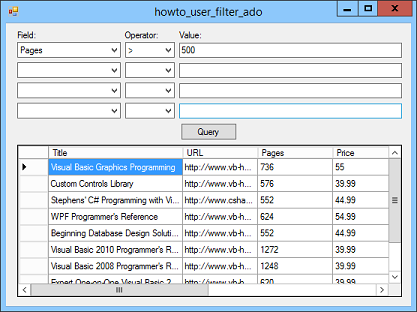 howto_user_filter_ado
Field: Operator: Value:
Pages > 500
Query
Title URL Pages Price
Visual Basic Graphics Programming http://www.vb-h... 736 55
Custom Controls Library http://www.vb-h... 576 39.99
Stephens' C# Programming with Vi... http://www.csha... 552 44.99
WPF Programmer's Reference http://www.vb-h... 624 54.99
Beginning Database Design Soluti... http://www.vb-h... 552 44.99
Visual Basic 2010 Programmer's R... http://www.vb-h... 1272 39.99
Visual Basic 2008 Programmer's R... http://www.vb-h... 1248 39.99
Expert One-on-One Visual Basic 2... http://www.vb-h... 620 39.99